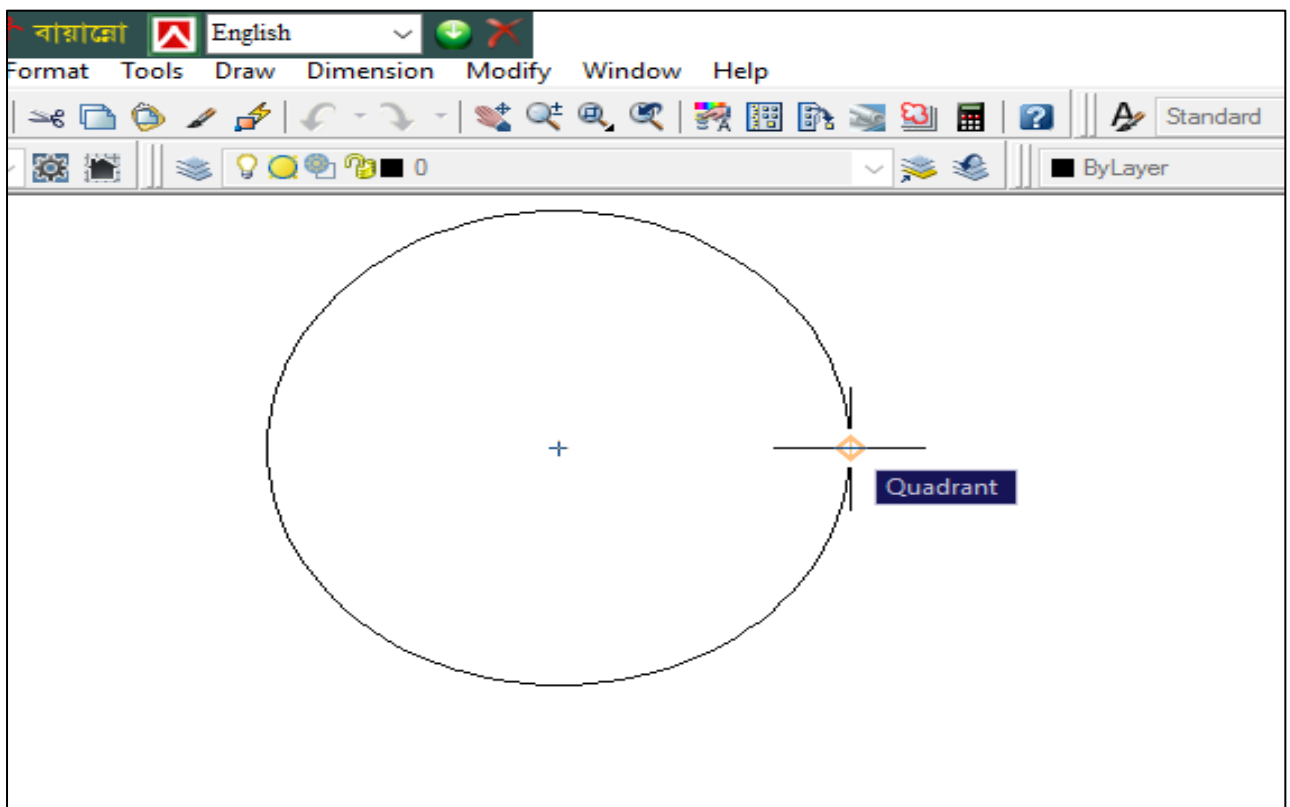 বায়ান্নো English
Format Tools Draw Dimension Modify Window Help
Standard
0 ByLayer
Quadrant